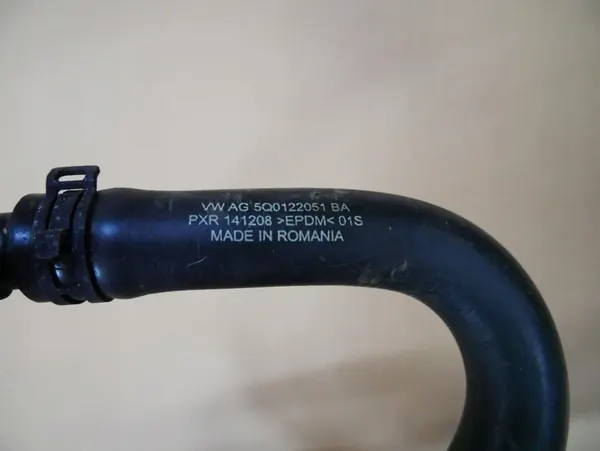 VW AG 5Q0122051 BA
PXR 141208 >EPDM< 01S
MADE IN ROMANIA